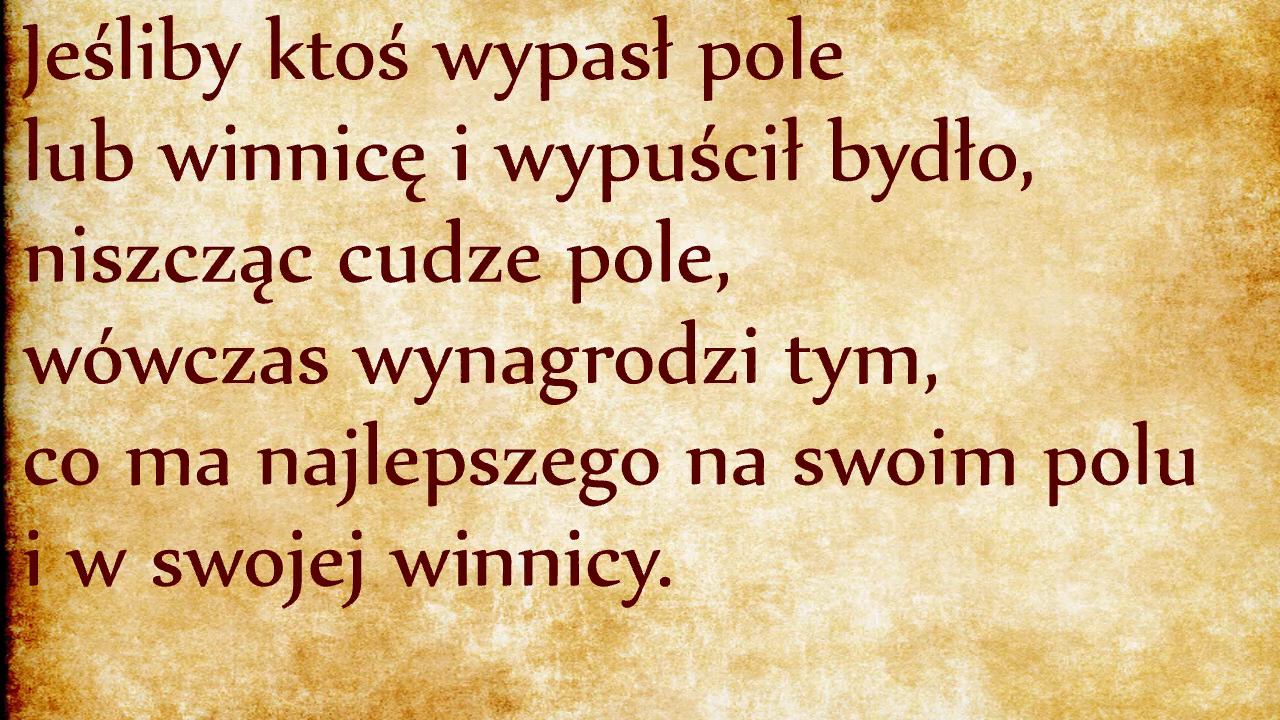 Jeśliby ktoś wypasł pole
lub winnicę i wypuścił bydło,
niszcząc cudze pole,
wówczas wynagrodzi tym,
co ma najlepszego na swoim polu
i w swojej winnicy.